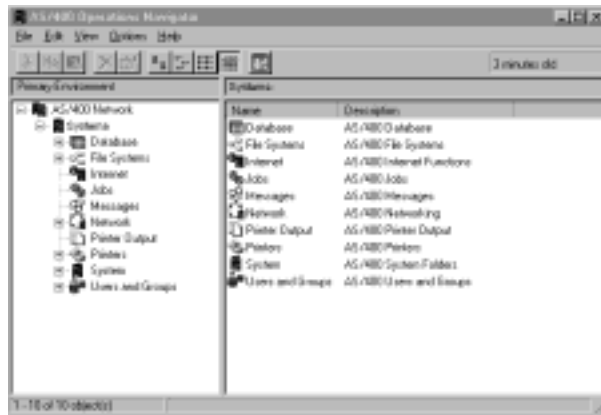 AS/400 Operations Navigator
File Edit View Options Help
3 minutes old
Primary Environment
AS/400 Network
Database
File Systems
Internet
Jobs
Messages
Network
Printer Output
Printers
System
Users and Groups
Name Description
Database AS/400 Database
File Systems AS/400 File Systems
Internet AS/400 Internet Functions
Jobs AS/400 Jobs
Messages AS/400 Messages
Network AS/400 Networking
Printer Output AS/400 Printer Output
Printers AS/400 Printers
System AS/400 System Folders
Users and Groups AS/400 Users and Groups
1 - 10 of 10 object(s)